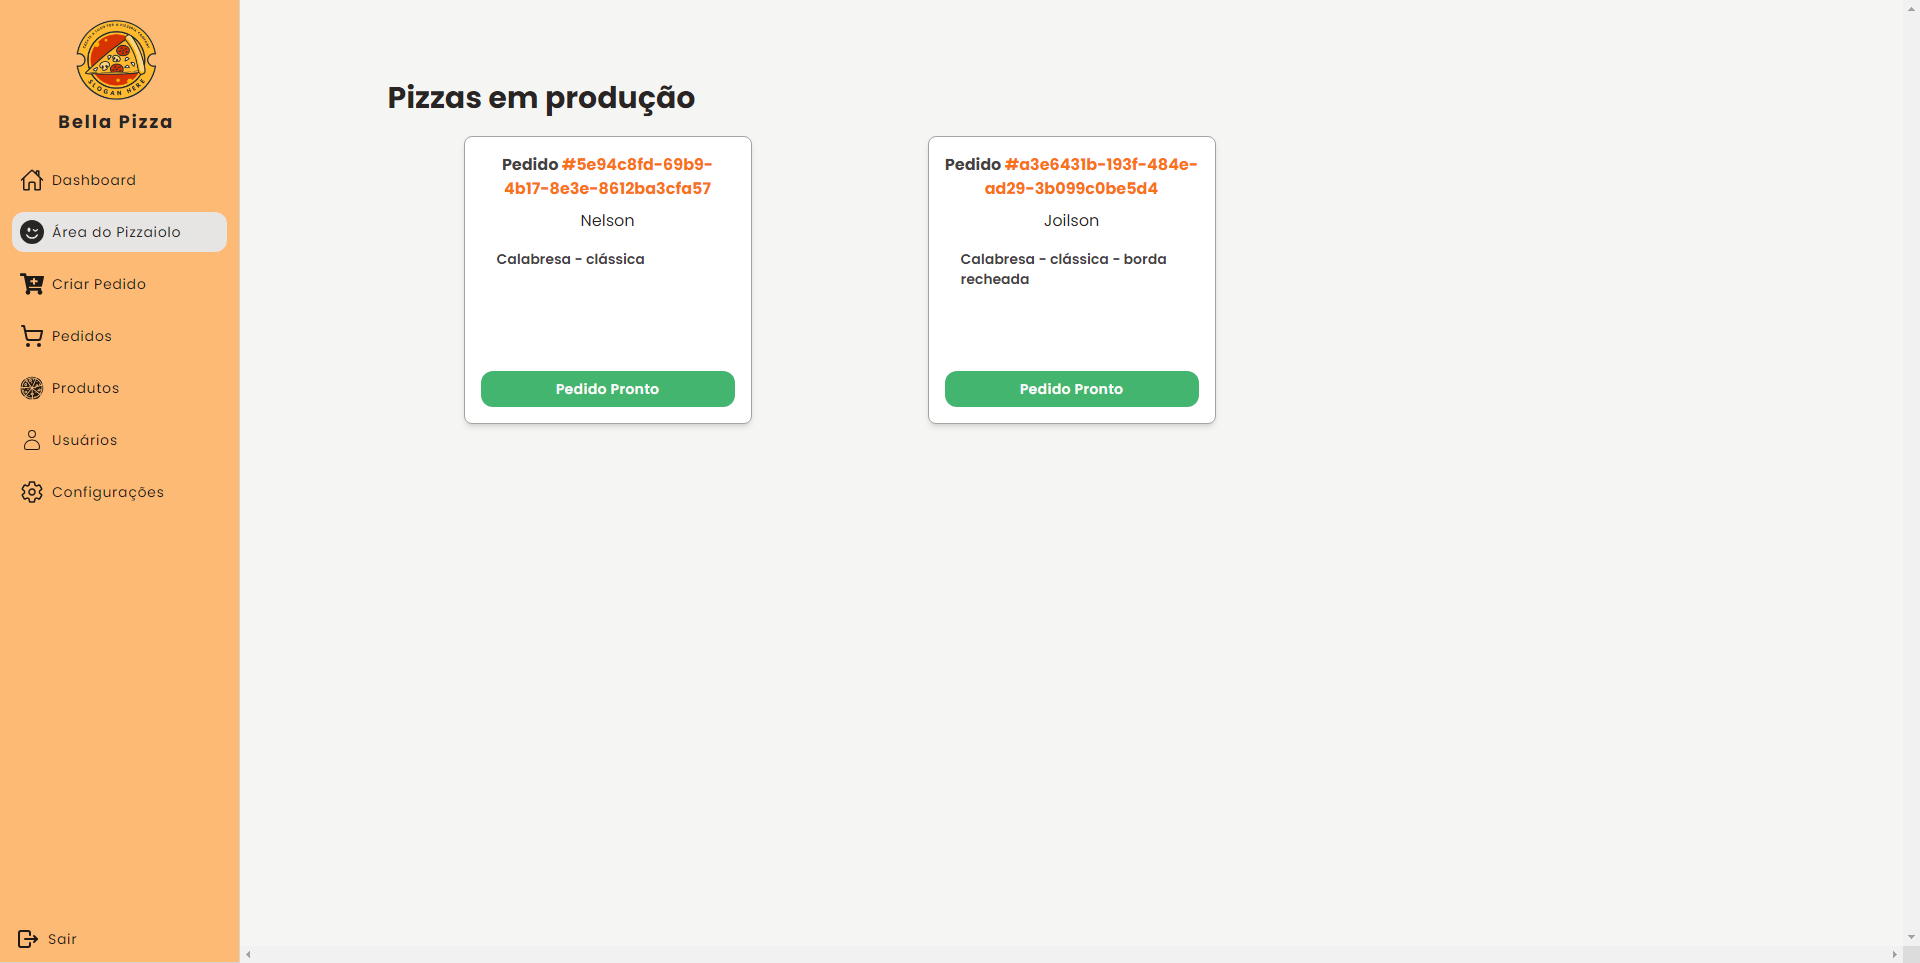 SLOGAN HERE
Bella Pizza
Dashboard
Área do Pizzaiolo
Criar Pedido
Pedidos
Produtos
Usuários
Configurações
Sair
Pizzas em produção
Pedido #5e94c8fd-69b9-
4b17-8e3e-8612ba3cfa57
Nelson
Calabresa - clássica
Pedido Pronto
Pedido #a3e6431b-193f-484e-
ad29-3b099c0be5d4
Joilson
Calabresa - clássica - borda
recheada
Pedido Pronto